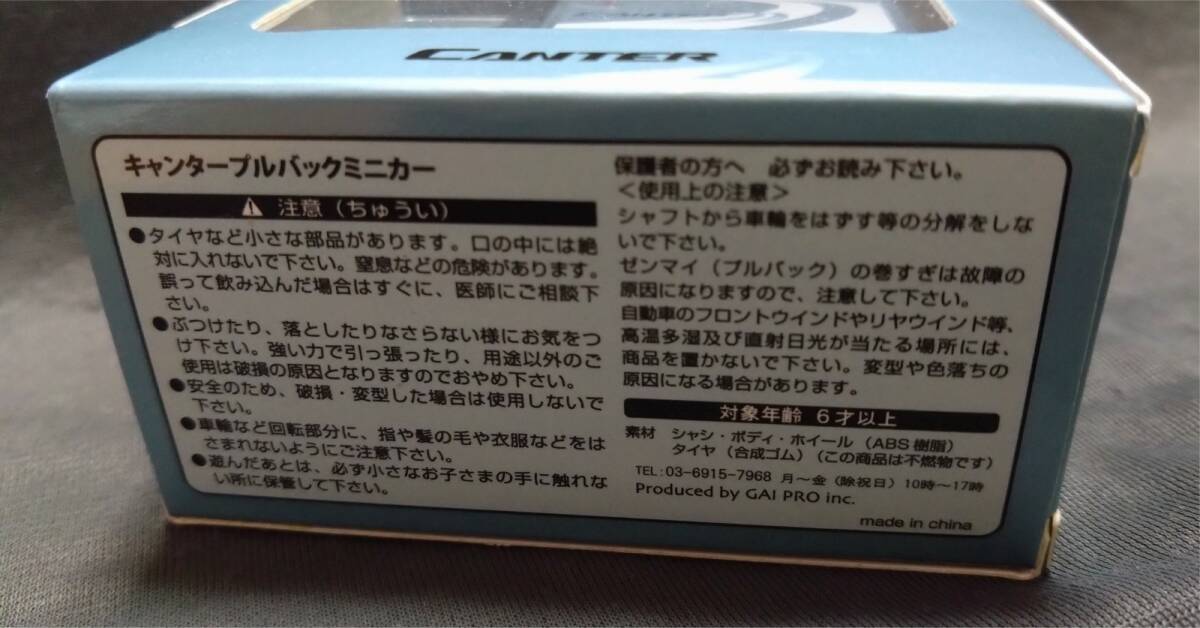 CANTER
キャンタープルバックミニカー
⚠ 注意(ちゅうい)
●タイヤなど小さな部品があります。口の中には絶
対に入れないで下さい。窒息などの危険があります。
誤って飲み込んだ場合はすぐに、医師にご相談下
さい。
●ぶつけたり、落としたりなさらない様にお気をつ
け下さい。強い力で引っ張ったり、用途以外のご
使用は破損の原因となりますのでおやめ下さい。
●安全のため、破損・変型した場合は使用しないで
下さい。
●車輪など回転部分に、指や髪の毛や衣服などをは
さまれないようにご注意下さい。
●遊んだあとは、必ず小さなお子さまの手に触れな
い所に保管して下さい。
保護者の方へ 必ずお読み下さい。
<使用上の注意>
シャフトから車輪をはずす等の分解をしな
いで下さい。
ゼンマイ(プルバック)の巻すぎは故障の
原因になりますので、注意して下さい。
自動車のフロントウインドやリヤウインド等、
高温多湿及び直射日光が当たる場所には、
商品を置かないで下さい。変型や色落ちの
原因になる場合があります。
対象年齢 6才以上
素材 シャシ・ボディ・ホイール(ABS樹脂)
タイヤ(合成ゴム)(この商品は不燃物です)
TEL:03-6915-7968 月~金(除祝日)10時~17時
Produced by GAI PRO inc.
made in china